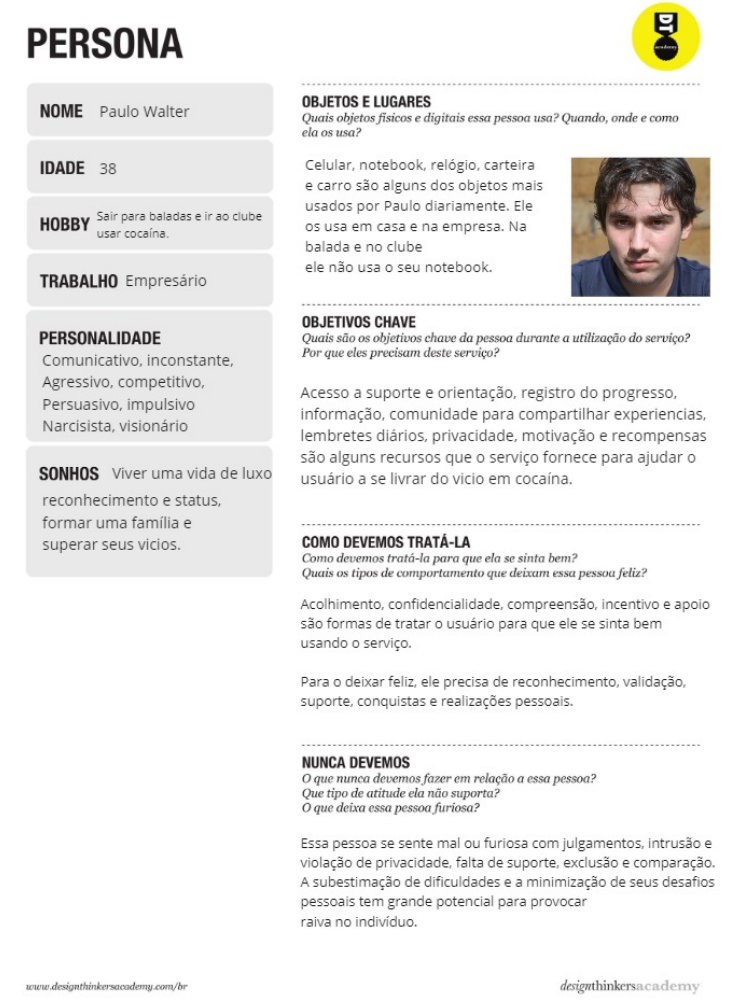 PERSONA
DT
academy
NOME Paulo Walter
IDADE 38
HOBBY Sair para baladas e ir ao clube
usar cocaína.
TRABALHO Empresário
PERSONALIDADE
Comunicativo, inconstante,
Agressivo, competitivo,
Persuasivo, impulsivo
Narcisista, visionário
SONHOS Viver uma vida de luxo
reconhecimento e status,
formar uma família e
superar seus vicios.
OBJETOS E LUGARES
Quais objetos físicos e digitais essa pessoa usa? Quando, onde e como
ela os usa?
Celular, notebook, relógio, carteira
e carro são alguns dos objetos mais
usados por Paulo diariamente. Ele
os usa em casa e na empresa. Na
balada e no clube
ele não usa o seu notebook.
OBJETIVOS CHAVE
Quais são os objetivos chave da pessoa durante a utilização do serviço?
Por que eles precisam deste serviço?
Acesso a suporte e orientação, registro do progresso,
informação, comunidade para compartilhar experiencias,
lembretes diários, privacidade, motivação e recompensas
são alguns recursos que o serviço fornece para ajudar o
usuário a se livrar do vicio em cocaína.
COMO DEVEMOS TRATÁ-LA
Como devemos tratá-la para que ela se sinta bem?
Quais os tipos de comportamento que deixam essa pessoa feliz?
Acolhimento, confidencialidade, compreensão, incentivo e apoio
são formas de tratar o usuário para que ele se sinta bem
usando o serviço.
Para o deixar feliz, ele precisa de reconhecimento, validação,
suporte, conquistas e realizações pessoais.
NUNCA DEVEMOS
O que nunca devemos fazer em relação a essa pessoa?
Que tipo de atitude ela não suporta?
O que deixa essa pessoa furiosa?
Essa pessoa se sente mal ou furiosa com julgamentos, intrusão e
violação de privacidade, falta de suporte, exclusão e comparação.
A subestimação de dificuldades e a minimização de seus desafios
pessoais tem grande potencial para provocar
raiva no indivíduo.
www.designthinkersacademy.com/br
designthinkersacademy